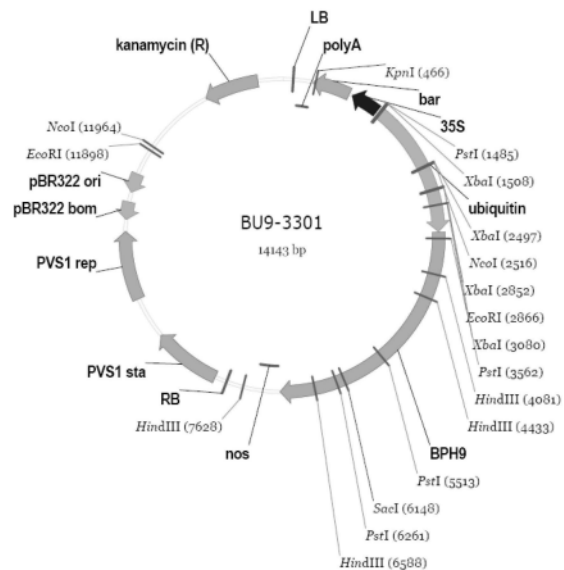 LB
kanamycin (R)
polyA
KpnI (466)
bar
35S
NcoI (11964)
EcoRI (11898)
PstI (1485)
XbaI (1508)
pBR322 ori
ubiquitin
pBR322 bom
BU9-3301
14143 bp
XbaI (2497)
NcoI (2516)
PVS1 rep
XbaI (2852)
EcoRI (2866)
XbaI (3080)
PstI (3562)
PVS1 sta
RB
HindIII (4081)
HindIII (7628)
nos
HindIII (4433)
BPH9
PstI (5513)
SacI (6148)
PstI (6261)
HindIII (6588)